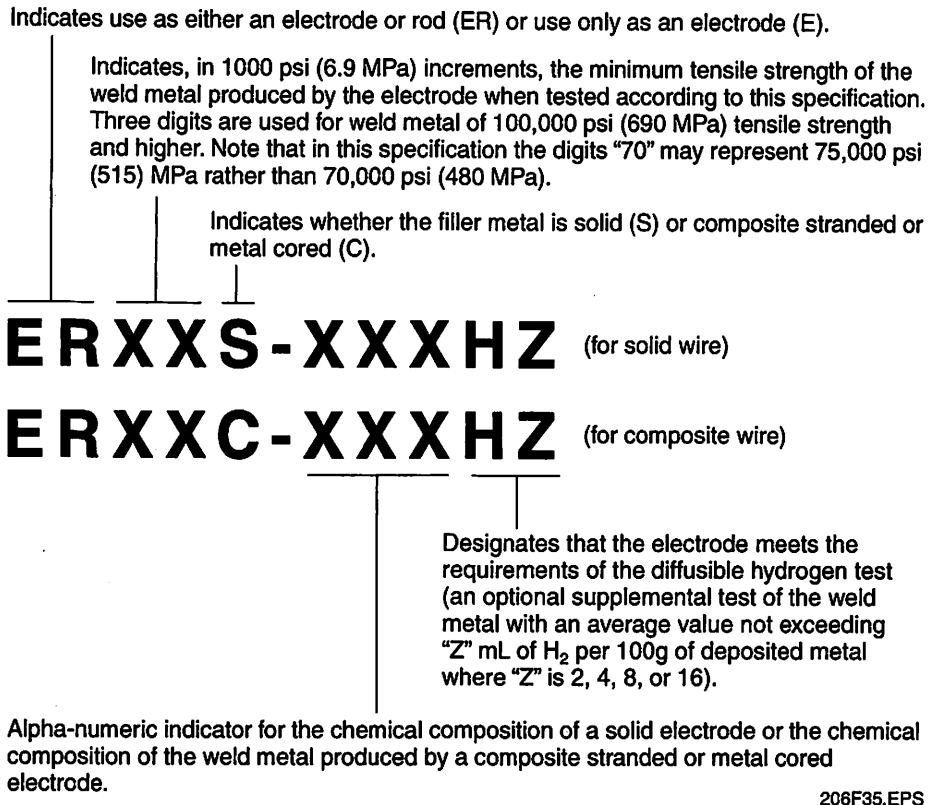 Indicates use as either an electrode or rod (ER) or use only as an electrode (E).
Indicates, in 1000 psi (6.9 MPa) increments, the minimum tensile strength of the
weld metal produced by the electrode when tested according to this specification.
Three digits are used for weld metal of 100,000 psi (690 MPa) tensile strength
and higher. Note that in this specification the digits “70” may represent 75,000 psi
(515) MPa rather than 70,000 psi (480 MPa).
Indicates whether the filler metal is solid (S) or composite stranded or
metal cored (C).
ERXXS-XXXHZ (for solid wire)
ERXXC-XXXHZ (for composite wire)
Designates that the electrode meets the
requirements of the diffusible hydrogen test
(an optional supplemental test of the weld
metal with an average value not exceeding
“Z” mL of H₂ per 100g of deposited metal
where “Z” is 2, 4, 8, or 16).
Alpha-numeric indicator for the chemical composition of a solid electrode or the chemical
composition of the weld metal produced by a composite stranded or metal cored
electrode.
206F35.EPS